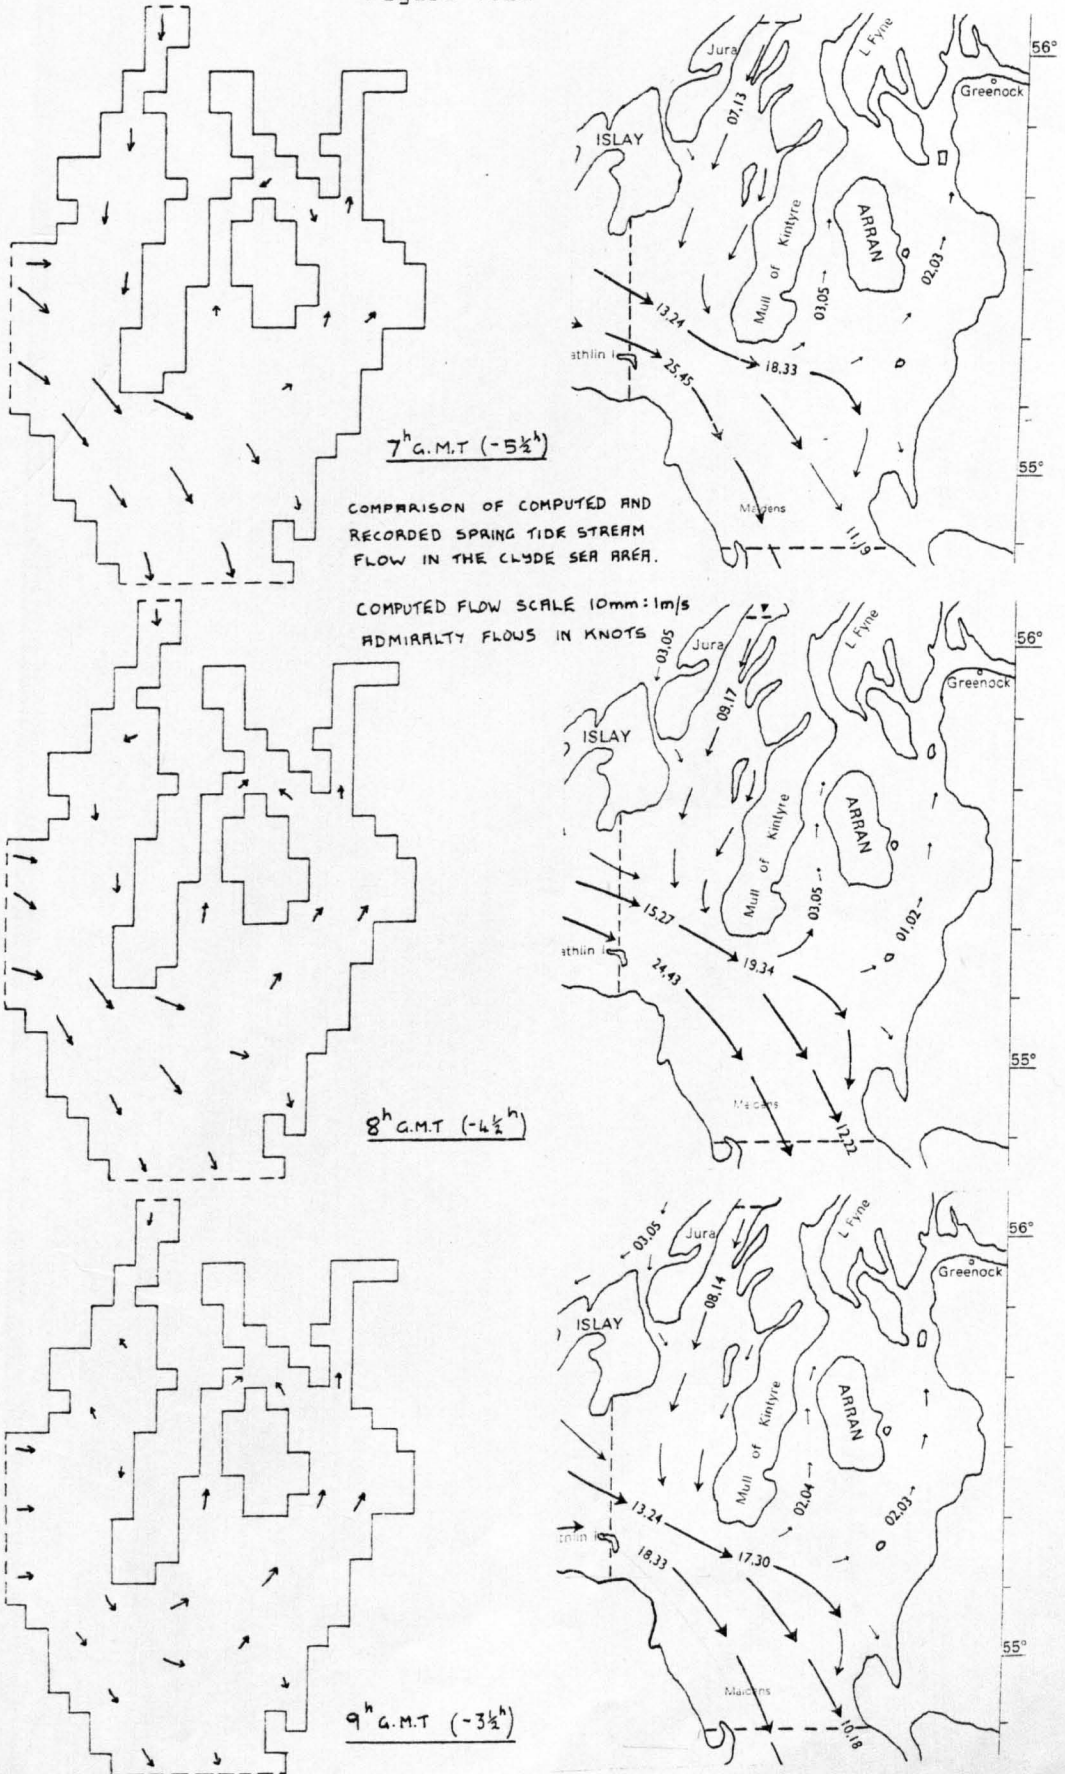 Jura
L Fyne
56°
Greenock
07,13
ISLAY
Mull of Kintyre
ARRAN
02,03→
03,05→
13,24
athlin I
25,45
18,33
7ʰ G.M.T (-5½ʰ)
55°
Maidens
11,19
COMPARISON OF COMPUTED AND
RECORDED SPRING TIDE STREAM
FLOW IN THE CLYDE SEA AREA.
COMPUTED FLOW SCALE 10mm:1m/s
ADMIRALTY FLOWS IN KNOTS
←03,05
Jura
L Fyne
56°
Greenock
09,17
ISLAY
Mull of Kintyre
ARRAN
03,05→
01,02→
15,27
athlin I
24,43
19,34
55°
Maidens
8ʰ G.M.T (-4½ʰ)
12,22
←03,05
Jura
L Fyne
56°
Greenock
08,14
ISLAY
Mull of Kintyre
ARRAN
02,04→
02,03→
13,24
18,33
17,30
55°
Maidens
10,18
9ʰ G.M.T (-3½ʰ)